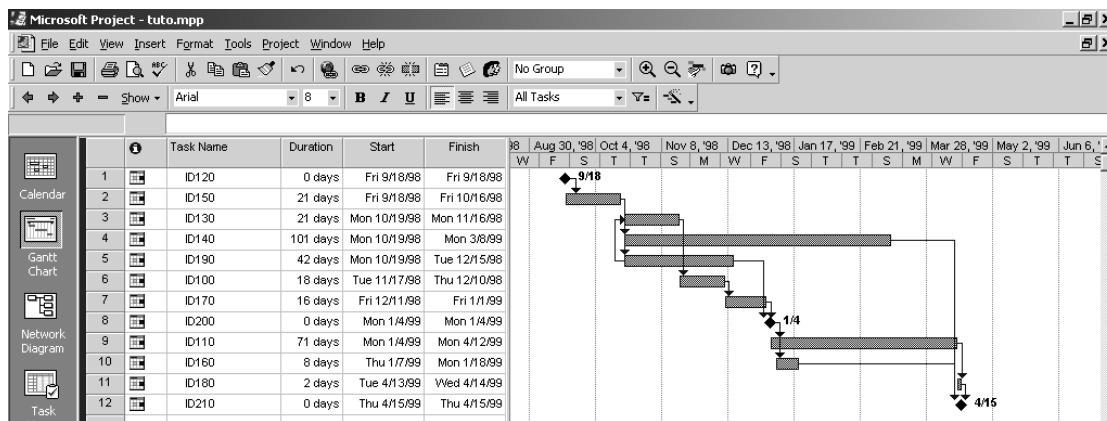 Microsoft Project - tuto.mpp
File Edit View Insert Format Tools Project Window Help
No Group
Show Arial 8 B I U All Tasks
Task Name Duration Start Finish 98 Aug 30, '98 Oct 4, '98 Nov 8, '98 Dec 13, '98 Jan 17, '99 Feb 21, '99 Mar 28, '99 May 2, '99 Jun 6, '
W F S T T S M W F S T T S M W F S T T S
1 ID120 0 days Fri 9/18/98 Fri 9/18/98 9/18
2 ID150 21 days Fri 9/18/98 Fri 10/16/98
3 ID130 21 days Mon 10/19/98 Mon 11/16/98
4 ID140 101 days Mon 10/19/98 Mon 3/8/99
5 ID190 42 days Mon 10/19/98 Tue 12/15/98
6 ID100 18 days Tue 11/17/98 Thu 12/10/98
7 ID170 16 days Fri 12/11/98 Fri 1/1/99
8 ID200 0 days Mon 1/4/99 Mon 1/4/99 1/4
9 ID110 71 days Mon 1/4/99 Mon 4/12/99
10 ID160 8 days Thu 1/7/99 Mon 1/18/99
11 ID180 2 days Tue 4/13/99 Wed 4/14/99
12 ID210 0 days Thu 4/15/99 Thu 4/15/99 4/15
Calendar
Gantt
Chart
Network
Diagram
Task